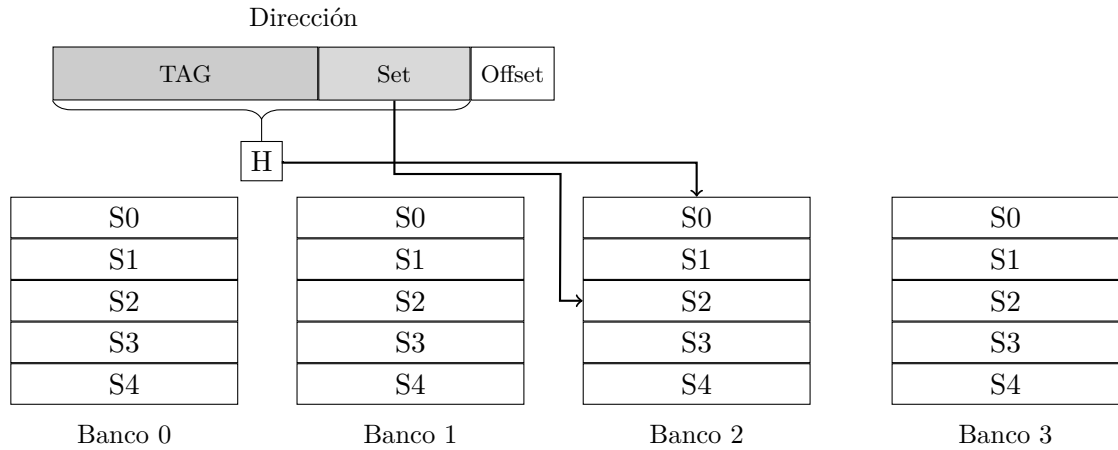 Dirección
TAG Set Offset
H
S0 S0 S0 S0
S1 S1 S1 S1
S2 S2 S2 S2
S3 S3 S3 S3
S4 S4 S4 S4
Banco 0 Banco 1 Banco 2 Banco 3